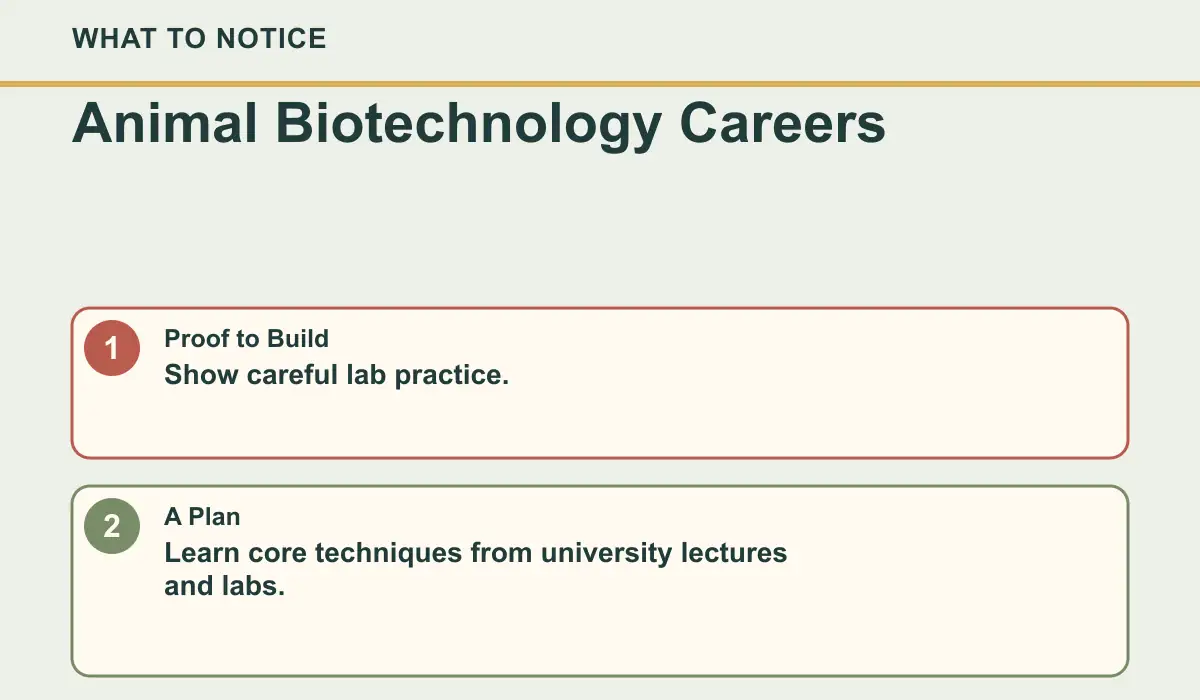 WHAT TO NOTICE
Animal Biotechnology Careers
1
Proof to Build
Show careful lab practice.
2
A Plan
Learn core techniques from university lectures
and labs.